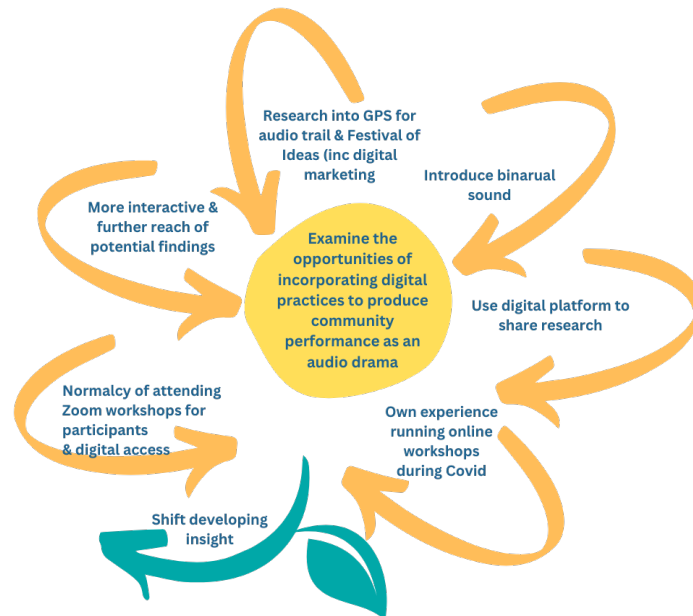 Research into GPS for
audio trail & Festival of
Ideas (inc digital
marketing
Introduce binarual
sound
More interactive &
further reach of
potential findings
Examine the
opportunities of
incorporating digital
practices to produce
community
performance as an
audio drama
Use digital platform to
share research
Normalcy of attending
Zoom workshops for
participants
& digital access
Own experience
running online
workshops
during Covid
Shift developing
insight